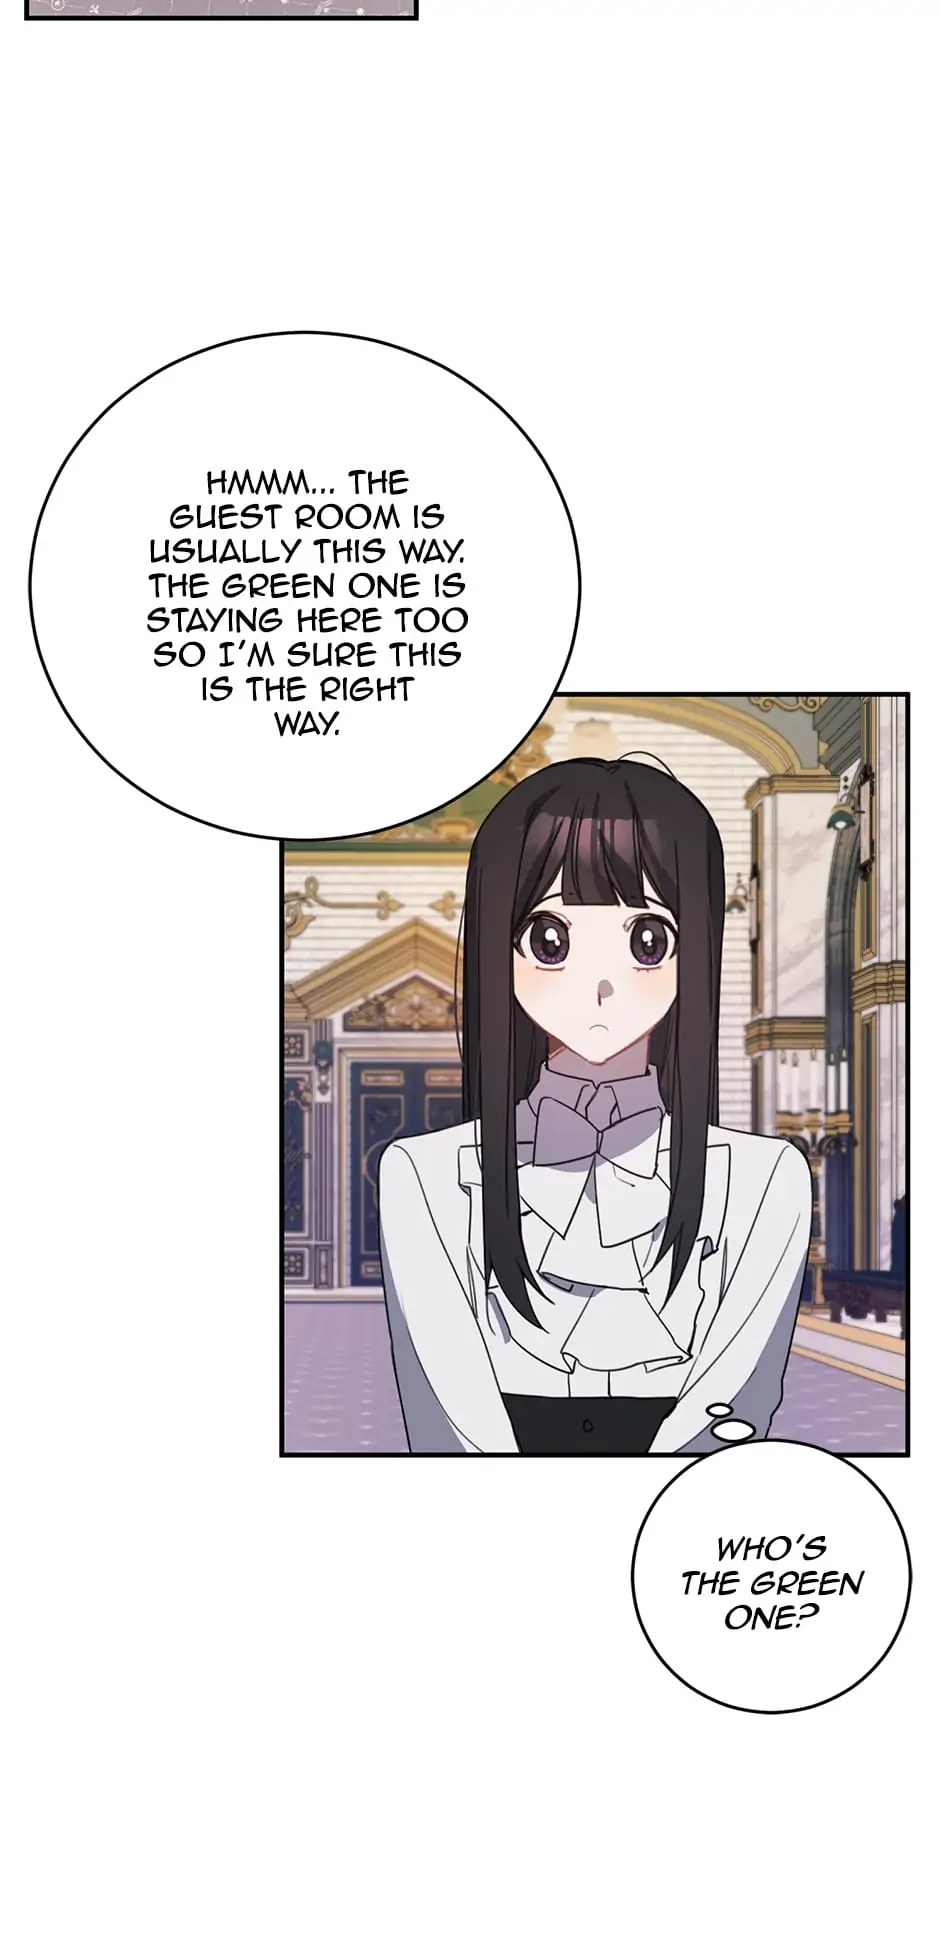 HMMM... THE
GUEST ROOM IS
USUALLY THIS WAY.
THE GREEN ONE IS
STAYING HERE TOO
SO I'M SURE THIS
IS THE RIGHT
WAY.
WHO'S
THE GREEN
ONE?